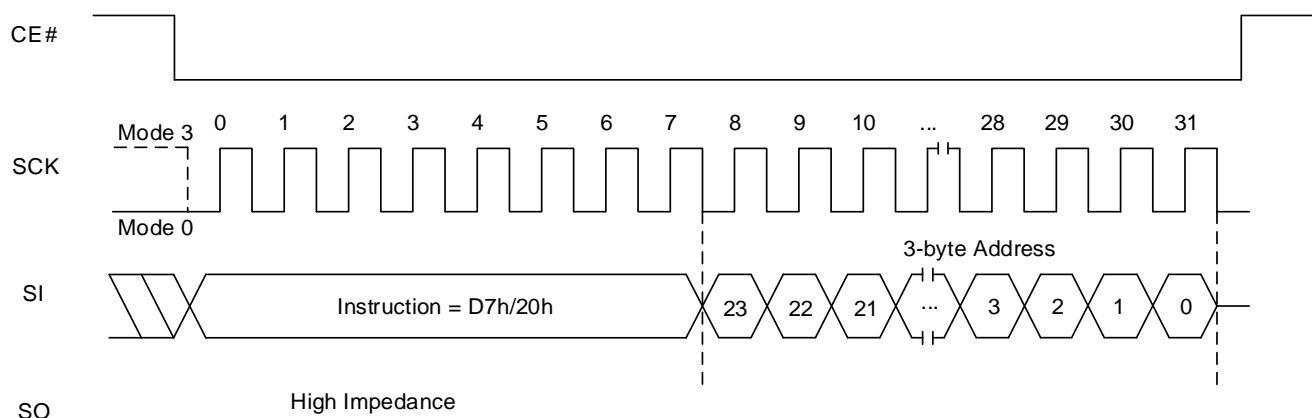 CE#
Mode 3 0 1 2 3 4 5 6 7 8 9 10 ... 28 29 30 31
SCK
Mode 0
3-byte Address
SI Instruction = D7h/20h 23 22 21 ... 3 2 1 0
High Impedance
SO